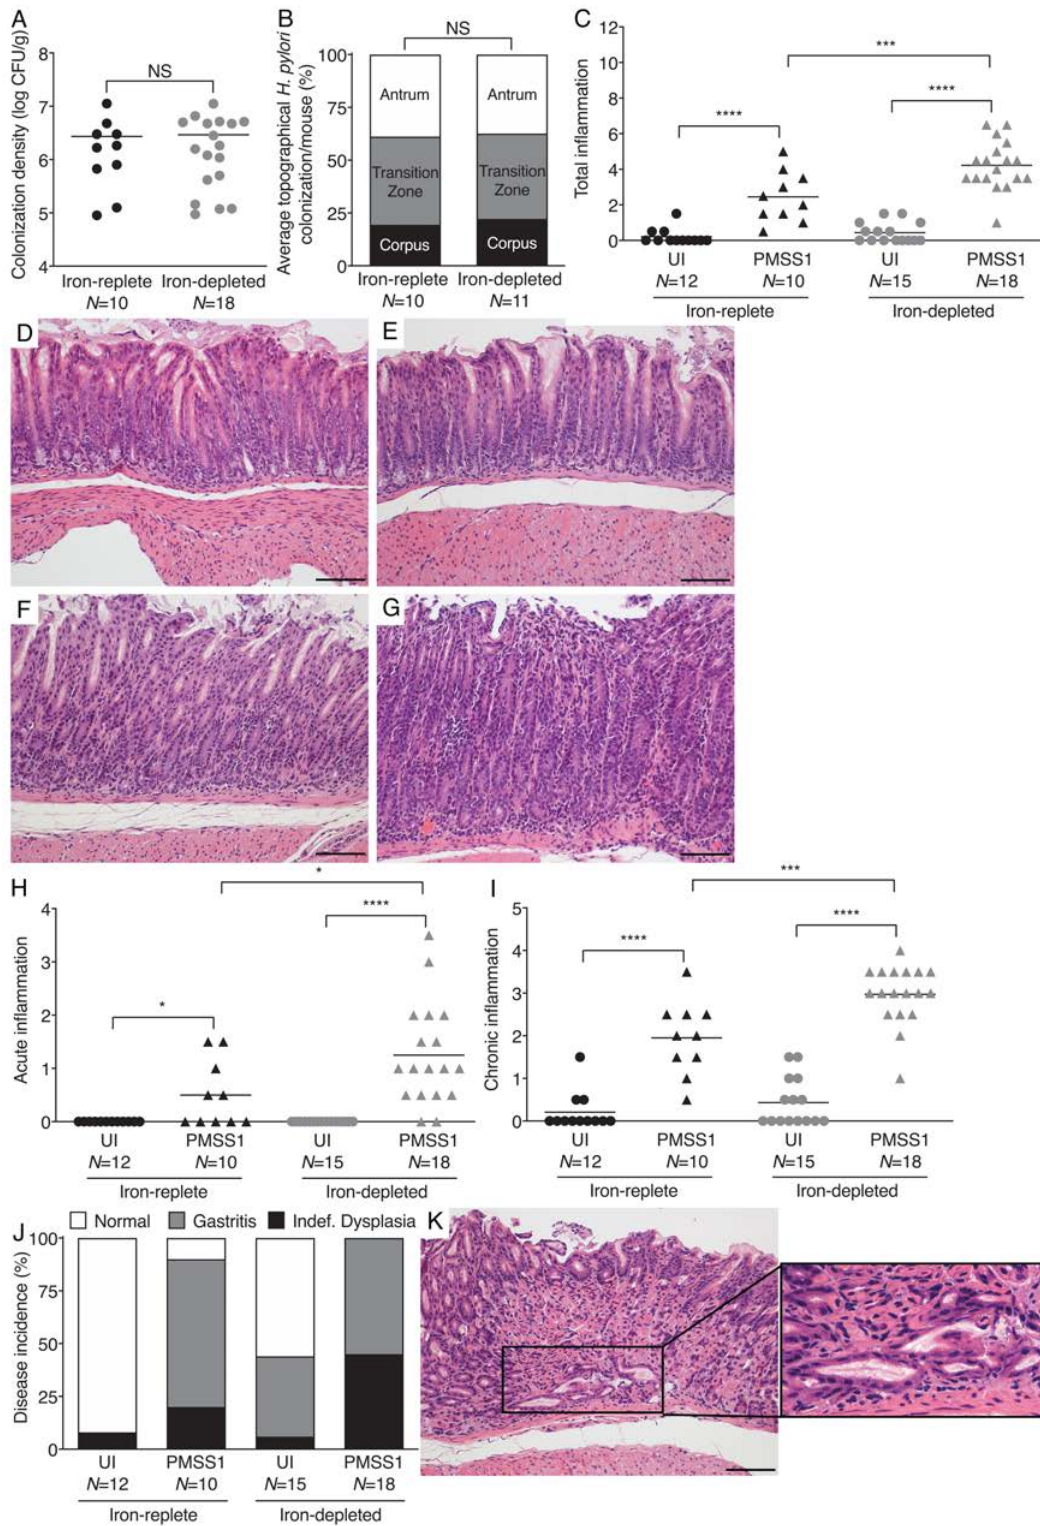 A
Colonization density (log CFU/g)
8
7
6
5
4
NS
Iron-replete
N=10
Iron-depleted
N=18
B
Average topographical H. pylori
colonization/mouse (%)
100
75
50
25
0
NS
Antrum
Transition
Zone
Corpus
Antrum
Transition
Zone
Corpus
Iron-replete
N=10
Iron-depleted
N=11
C
Total inflammation
12
10
8
6
4
2
0
***
****
****
UI
N=12
PMSS1
N=10
UI
N=15
PMSS1
N=18
Iron-replete
Iron-depleted
D
E
F
G
H
Acute inflammation
4
3
2
1
0
*
*
****
UI
N=12
PMSS1
N=10
UI
N=15
PMSS1
N=18
Iron-replete
Iron-depleted
I
Chronic inflammation
5
4
3
2
1
0
***
****
****
UI
N=12
PMSS1
N=10
UI
N=15
PMSS1
N=18
Iron-replete
Iron-depleted
J
Normal Gastritis Indef. Dysplasia
Disease incidence (%)
100
75
50
25
0
UI
N=12
PMSS1
N=10
UI
N=15
PMSS1
N=18
Iron-replete
Iron-depleted
K